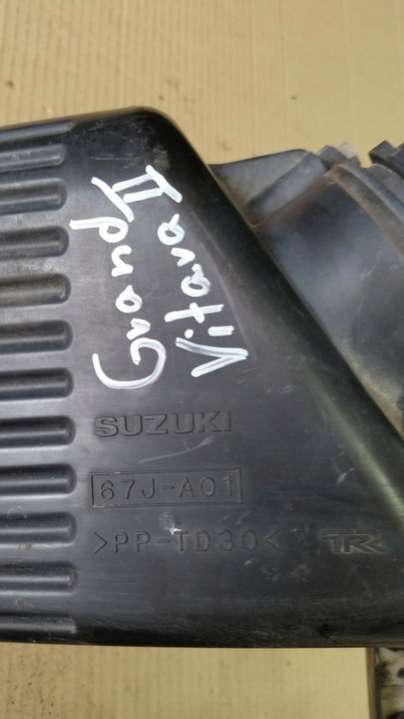 Grand
Vitara II
SUZUKI
67J-A01
>PP-TD30<
TR